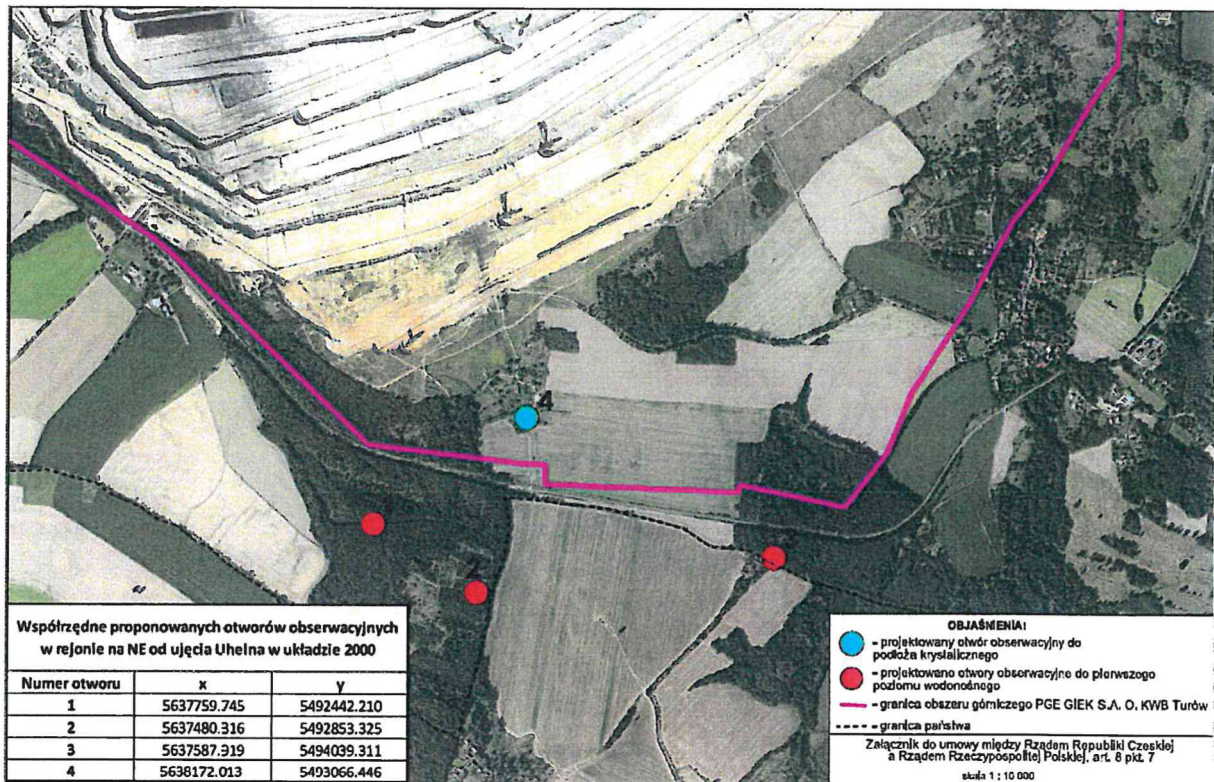 4
2
Współrzędne proponowanych otworów obserwacyjnych
w rejonie na NE od ujęcia Uhelna w układzie 2000
Numer otworu x y
1 5637759.745 5492442.210
2 5637480.316 5492853.325
3 5637587.919 5494039.311
4 5638172.013 5493066.446
OBJAŚNIENIA:
- projektowany otwór obserwacyjny do
podłoża krystalicznego
- projektowane otwory obserwacyjne do pierwszego
poziomu wodonośnego
- granica obszaru górniczego PGE GIEK S.A. O. KWB Turów
- granica państwa
Załącznik do umowy między Rządem Republiki Czeskiej
a Rządem Rzeczypospolitej Polskiej, art. 8 pkt. 7
skala 1 : 10 000